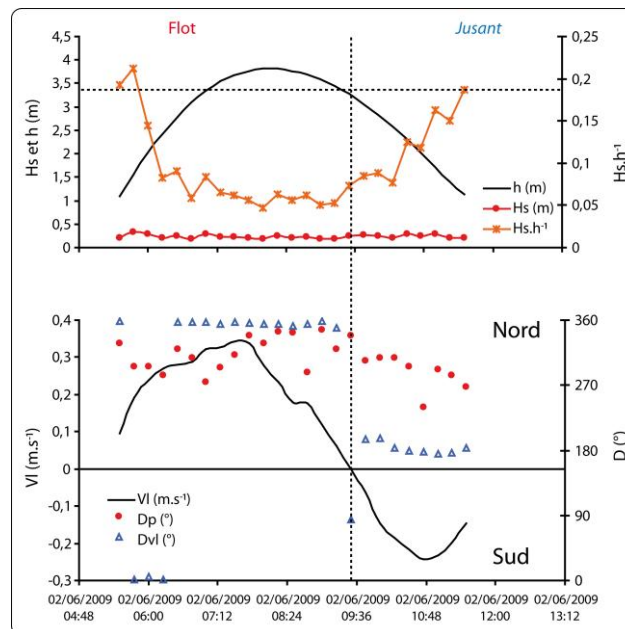 Flot
Jusant
4,5
4
3,5
3
2,5
2
1,5
1
0,5
0
Hs et h (m)
0,25
0,2
0,15
0,1
0,05
0
Hs.h⁻¹
h (m)
Hs (m)
Hs.h⁻¹
0,4
0,3
0,2
0,1
0
-0,1
-0,2
-0,3
Vl (m.s⁻¹)
Nord
Sud
360
270
180
90
0
D (°)
Vl (m.s⁻¹)
Dp (°)
Dvl (°)
02/06/2009 02/06/2009 02/06/2009 02/06/2009 02/06/2009 02/06/2009 02/06/2009 02/06/2009
04:48 06:00 07:12 08:24 09:36 10:48 12:00 13:12